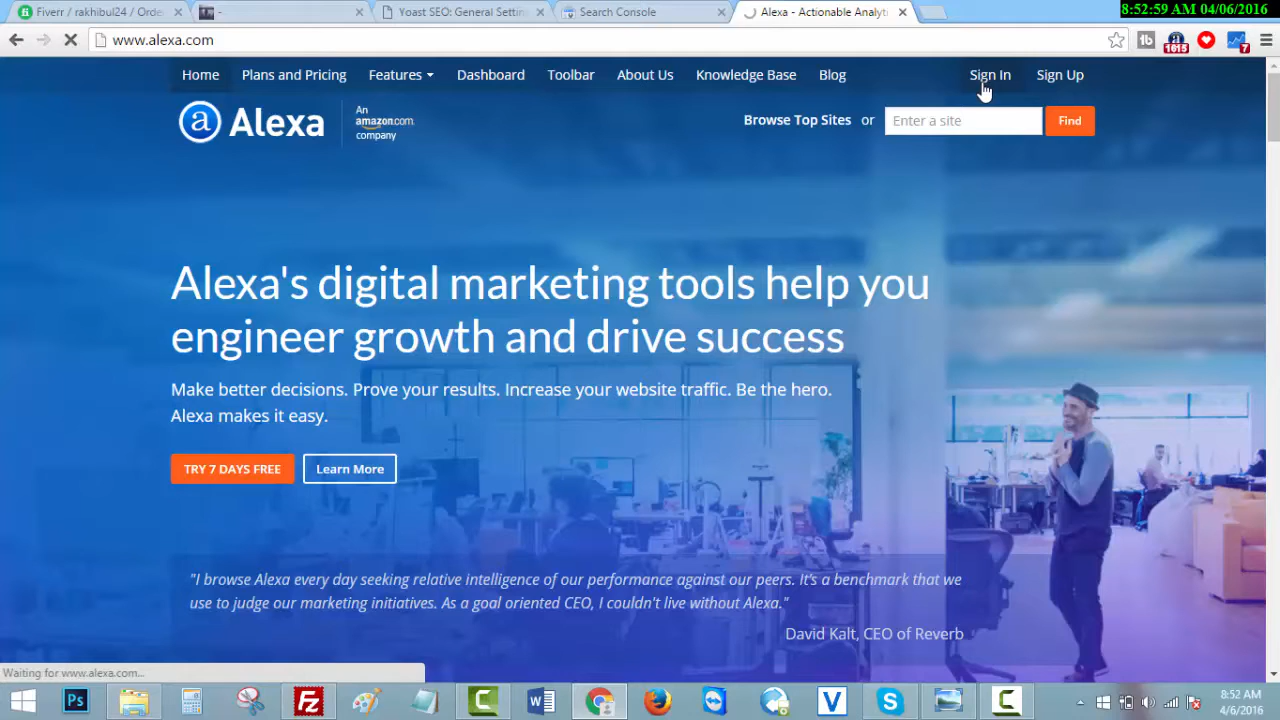 8:52:59 AM 04/06/2016
Fiverr / rakhibul24 / Orde
-
Yoast SEO: General Settin
Search Console
Alexa - Actionable Analyt
www.alexa.com
1615
7
Home
Plans and Pricing
Features
Dashboard
Toolbar
About Us
Knowledge Base
Blog
Sign In
Sign Up
a Alexa
An
amazon.com
company
Browse Top Sites or
Enter a site
Find
Alexa's digital marketing tools help you
engineer growth and drive success
Make better decisions. Prove your results. Increase your website traffic. Be the hero.
Alexa makes it easy.
TRY 7 DAYS FREE
Learn More
"I browse Alexa every day seeking relative intelligence of our performance against our peers. It's a benchmark that we
use to judge our marketing initiatives. As a goal oriented CEO, I couldn't live without Alexa."
David Kalt, CEO of Reverb
Waiting for www.alexa.com...
Ps
Fz
C
W
V
S
C
8:52 AM
4/6/2016